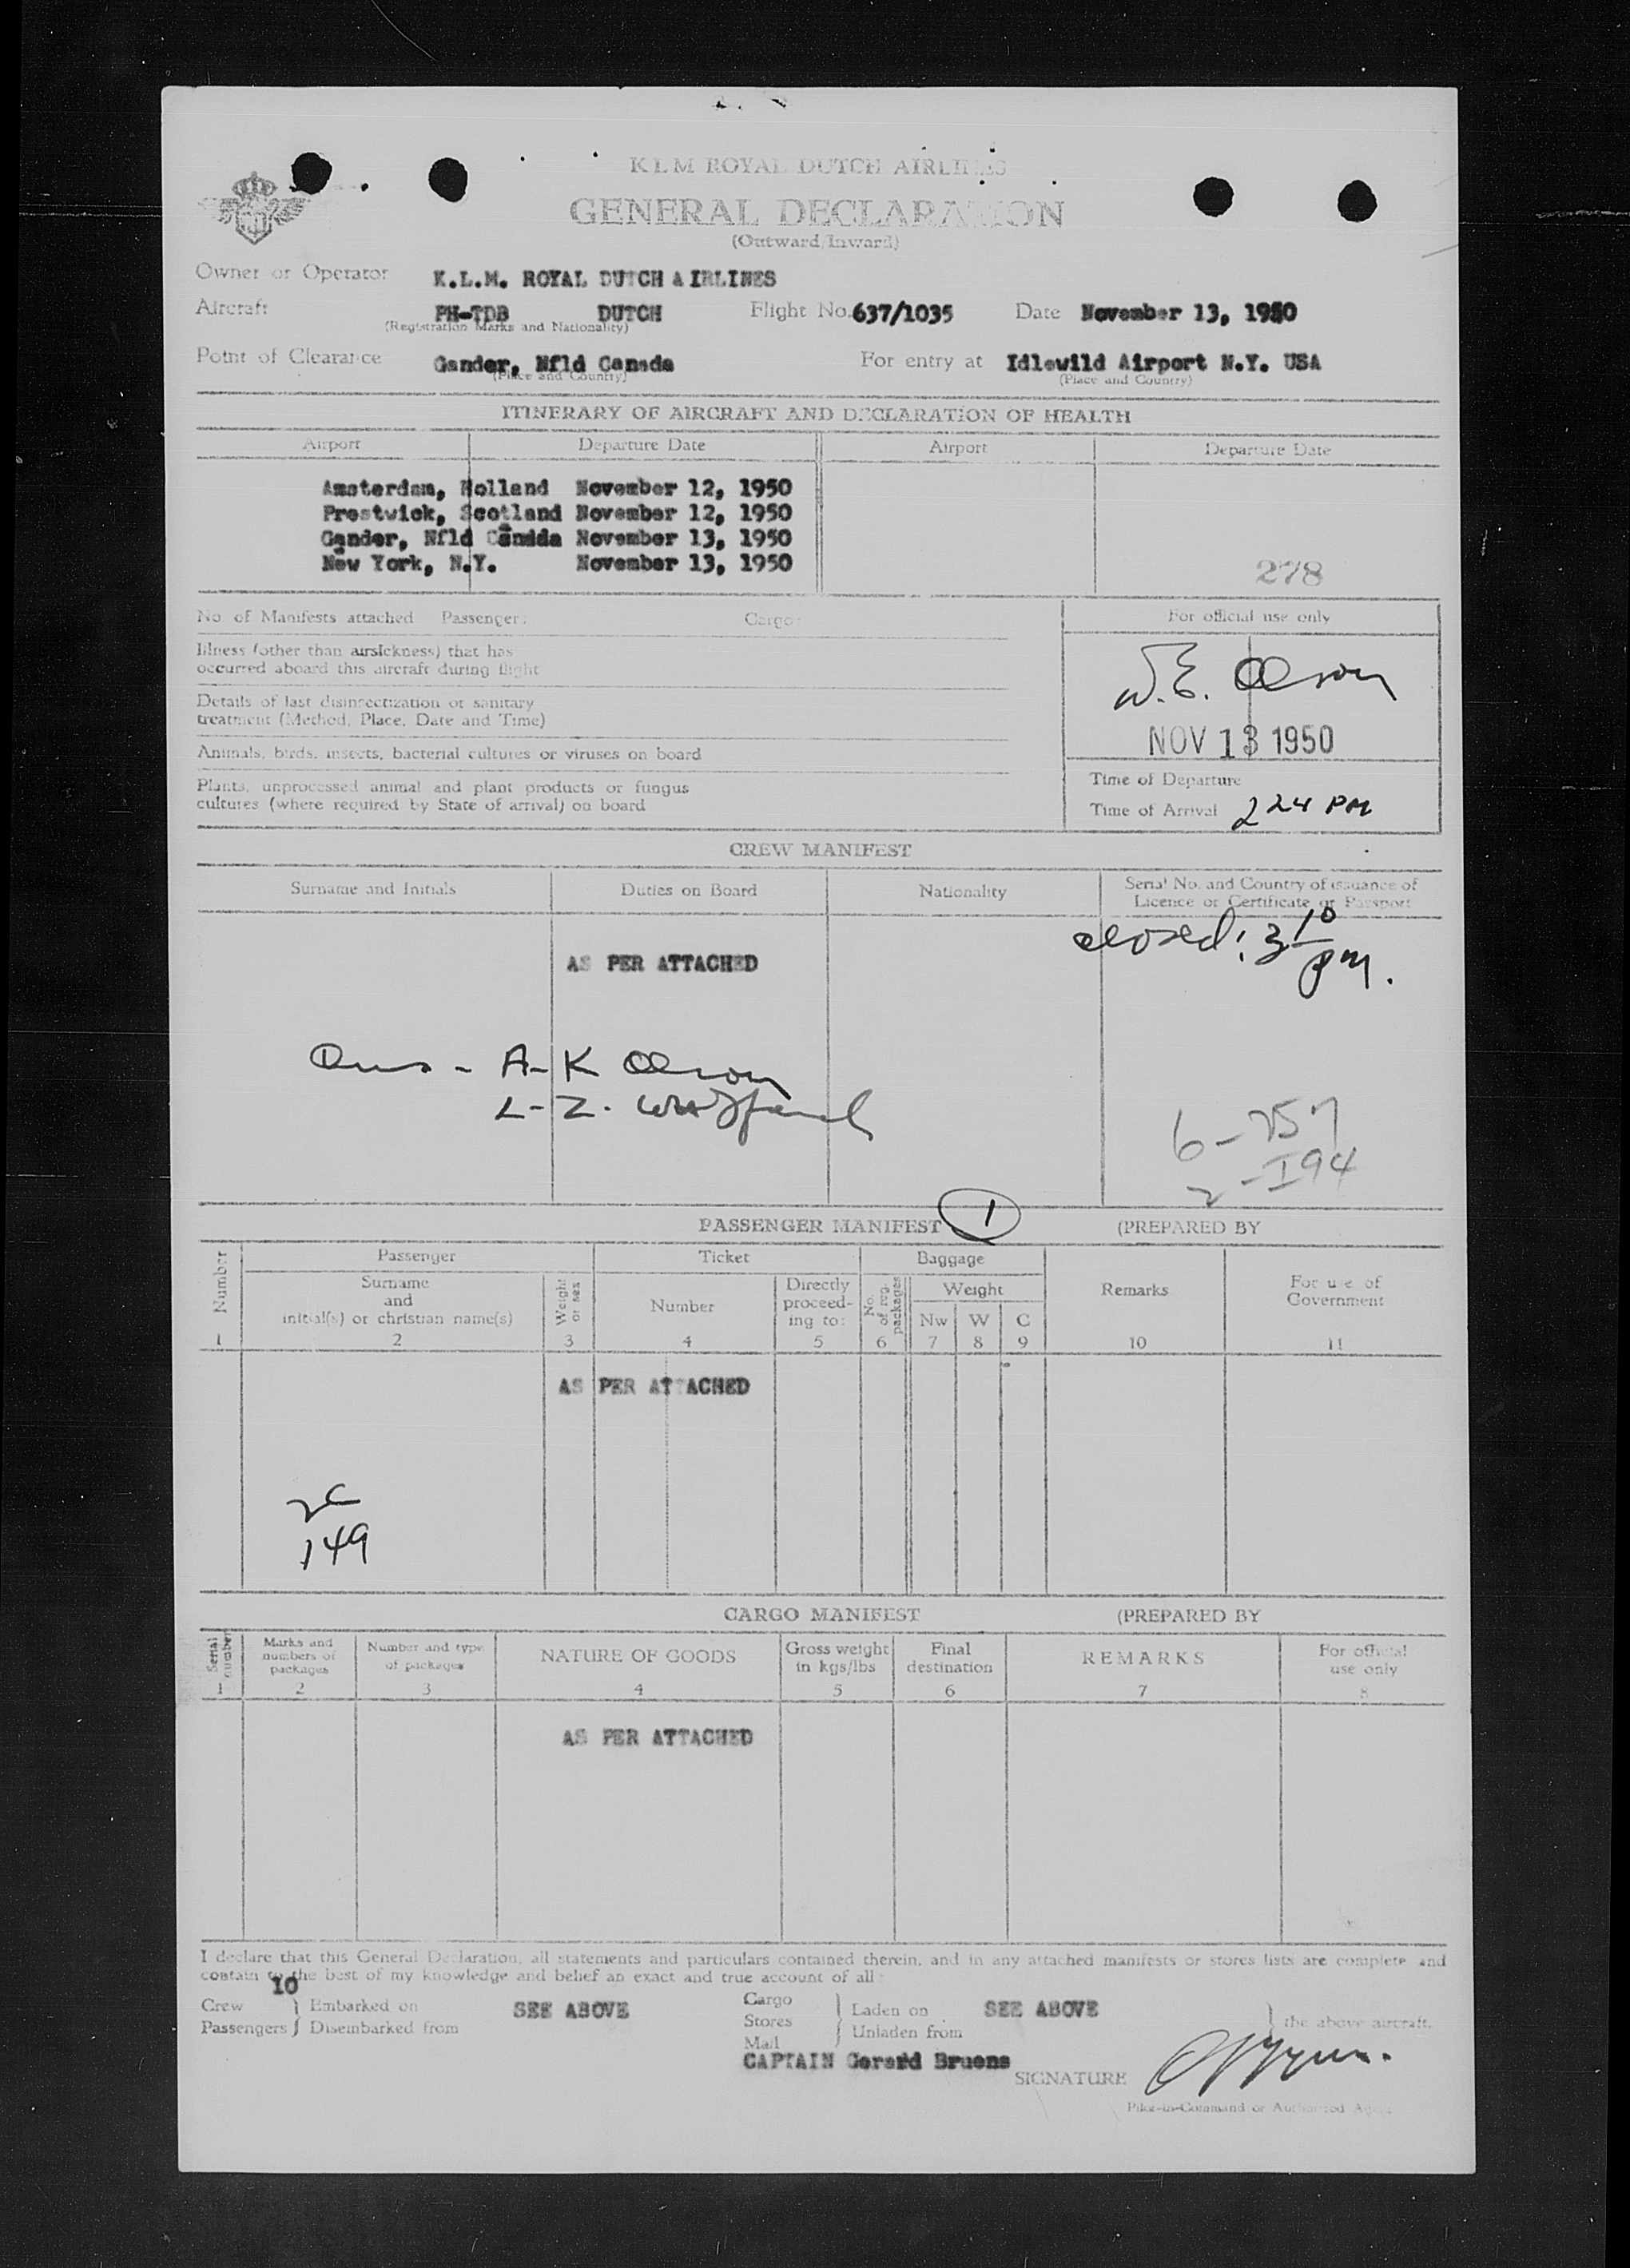 KLM ROYAL DUTCH AIRLINES
GENERAL DECLARATION
(Outward/Inward)
Owner or Operator K.L.M. ROYAL DUTCH AIRLINES
Aircraft PH-TDB DUTCH Flight No. 637/1035 Date November 13, 1950
(Registration Marks and Nationality)
Point of Clearance Gander, Nfld Canada For entry at Idlewild Airport N.Y. USA
(Place and Country) (Place and Country)
ITINERARY OF AIRCRAFT AND DECLARATION OF HEALTH
Airport Departure Date Airport Departure Date
Amsterdam, Holland November 12, 1950
Prestwick, Scotland November 12, 1950
Gander, Nfld Canada November 13, 1950
New York, N.Y. November 13, 1950
278
No. of Manifests attached Passenger: Cargo:
For official use only
Illness (other than airsickness) that has
occurred aboard this aircraft during flight
W.E. Olson
Details of last disinsectization or sanitary
treatment (Method, Place, Date and Time)
NOV 13 1950
Animals, birds, insects, bacterial cultures or viruses on board
Plants, unprocessed animal and plant products or fungus
cultures (where required by State of arrival) on board
Time of Departure
Time of Arrival 2 24 PM
CREW MANIFEST
Surname and Initials Duties on Board Nationality Serial No. and Country of issuance of
Licence or Certificate or Passport
closed: 3 10 PM.
AS PER ATTACHED
A-K Olson
L-Z.
6 - 257
2 - I94
PASSENGER MANIFEST 1 (PREPARED BY
Number Passenger Ticket Baggage Remarks For use of Government
Surname and initial(s) or christian name(s) Weight or sex Number Directly proceed-ing to: No. of reg. packages Weight
Nw W C
1 2 3 4 5 6 7 8 9 10 11
AS PER ATTACHED
2C
149
CARGO MANIFEST (PREPARED BY
Serial number Marks and numbers of packages Number and type of packages NATURE OF GOODS Gross weight in kgs/lbs Final destination REMARKS For official use only
1 2 3 4 5 6 7 8
AS PER ATTACHED
I declare that this General Declaration, all statements and particulars contained therein, and in any attached manifests or stores lists are complete and
contain to the best of my knowledge and belief an exact and true account of all:
10
Crew Embarked on SEE ABOVE Cargo Laden on SEE ABOVE
Passengers Disembarked from Stores Unladen from the above aircraft.
Mail
CAPTAIN Gerard Bruens
SIGNATURE
Pilot-in-Command or Authorized Agent